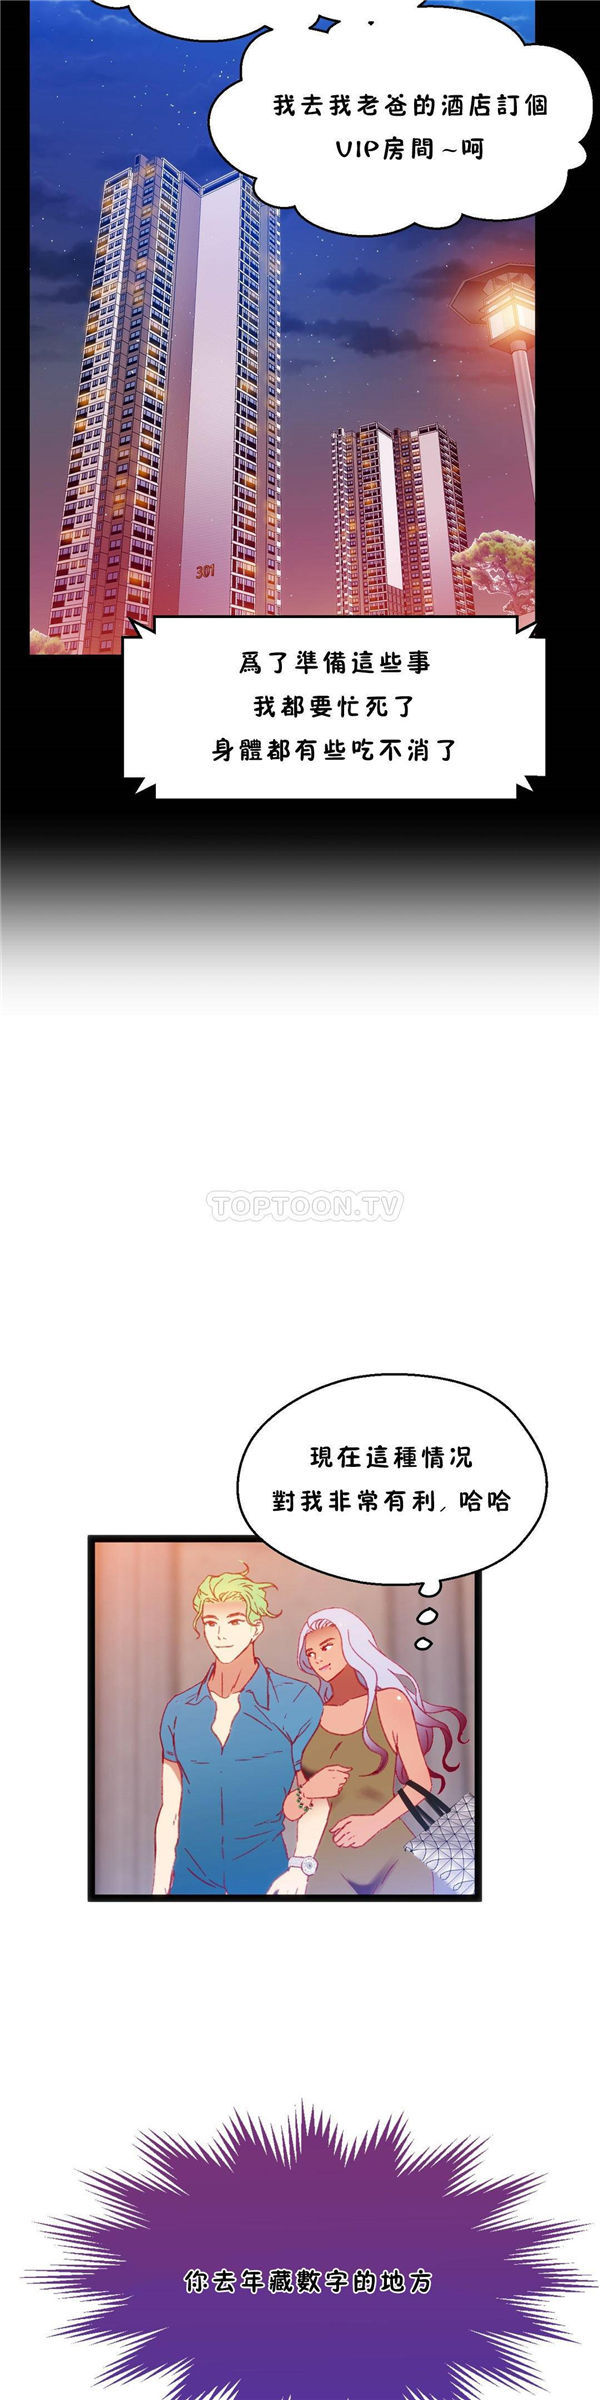 我去我老爸的酒店訂個
VIP房間~呵
301
爲了準備這些事
我都要忙死了
身體都有些吃不消了
TOPTOON.TV
現在這種情況
對我非常有利, 哈哈
你去年藏數字的地方